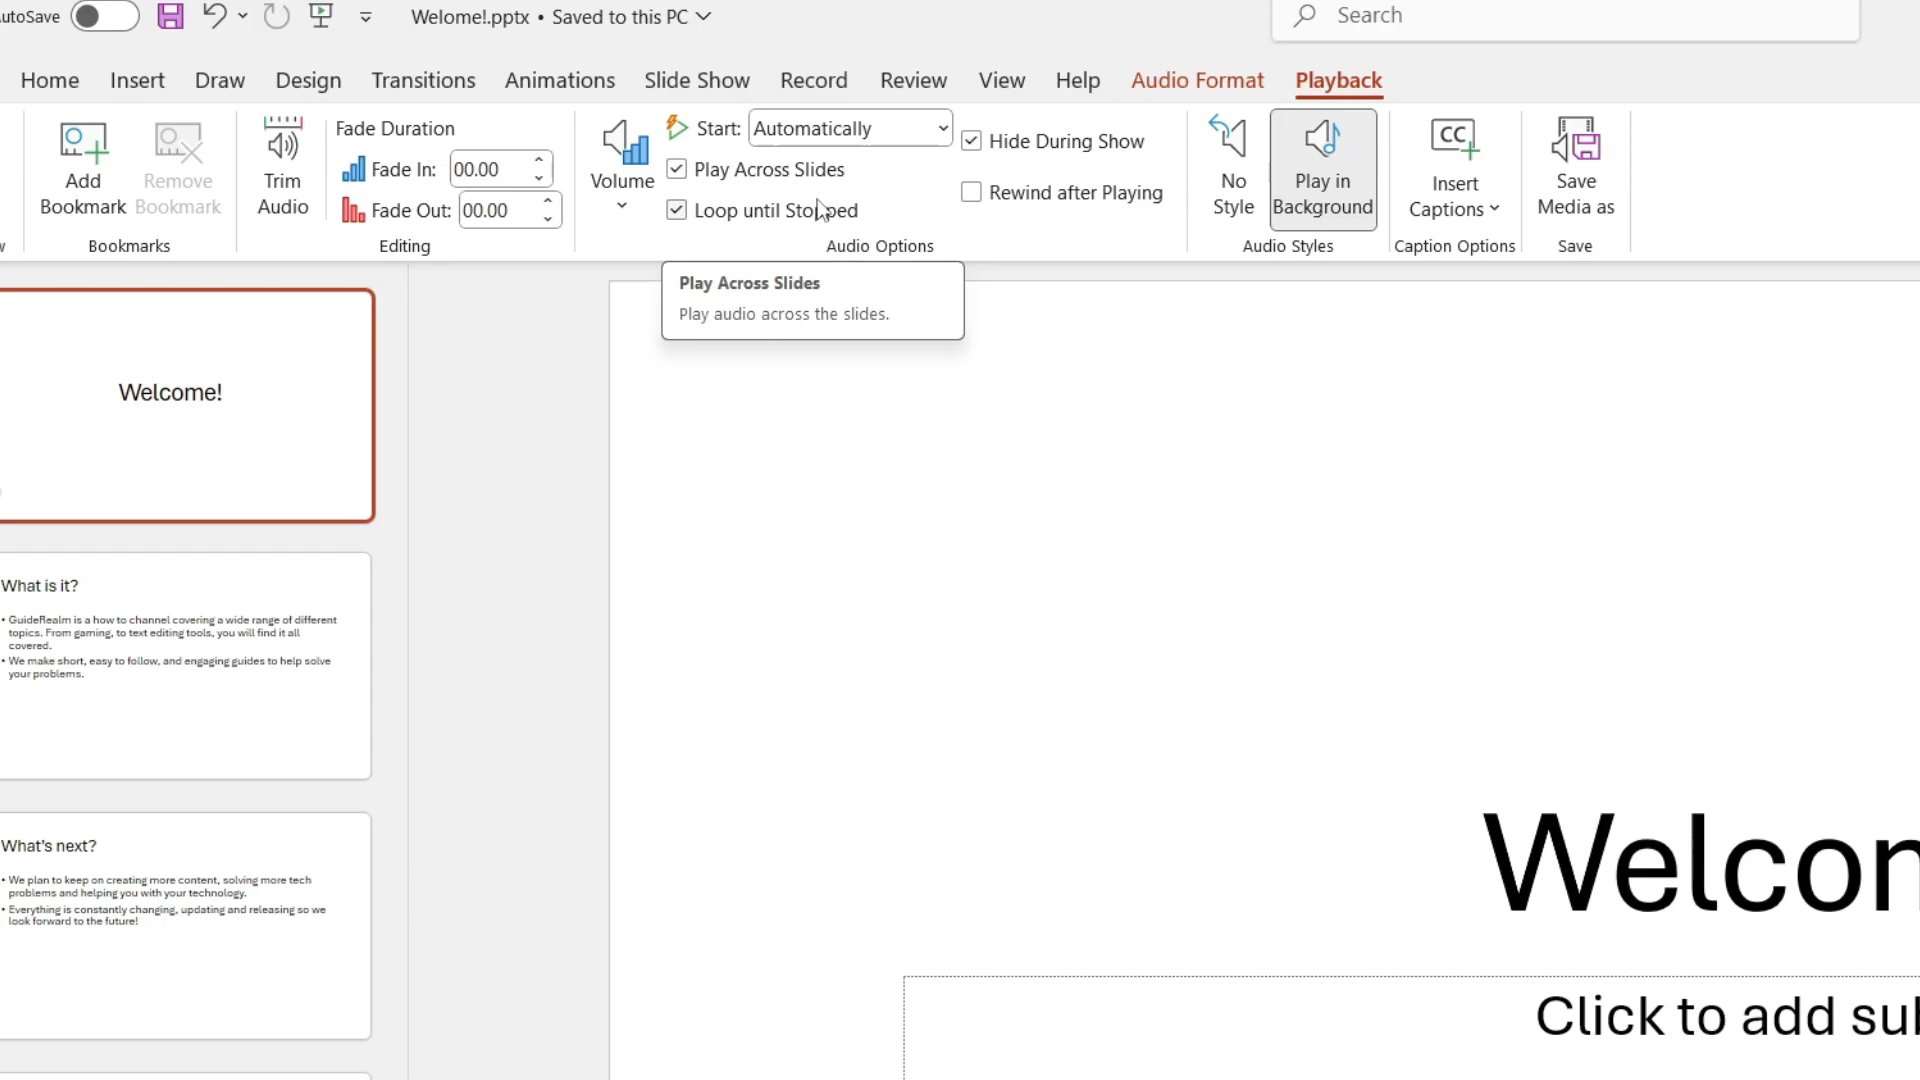 utoSave
Welome!.pptx • Saved to this PC
Search
Home Insert Draw Design Transitions Animations Slide Show Record Review View Help Audio Format Playback
Add Bookmark
Remove Bookmark
Bookmarks
Trim Audio
Fade Duration
Fade In: 00.00
Fade Out: 00.00
Editing
Volume
Start: Automatically
Play Across Slides
Loop until Stopped
Hide During Show
Rewind after Playing
Audio Options
No Style
Play in Background
Audio Styles
CC
Insert Captions
Caption Options
Save Media as
Save
Play Across Slides
Play audio across the slides.
Welcome!
What is it?
• GuideRealm is a how to channel covering a wide range of different
topics. From gaming, to text editing tools, you will find it all
covered.
• We make short, easy to follow, and engaging guides to help solve
your problems.
What's next?
• We plan to keep on creating more content, solving more tech
problems and helping you with your technology.
• Everything is constantly changing, updating and releasing so we
look forward to the future!
Welcom
Click to add sub